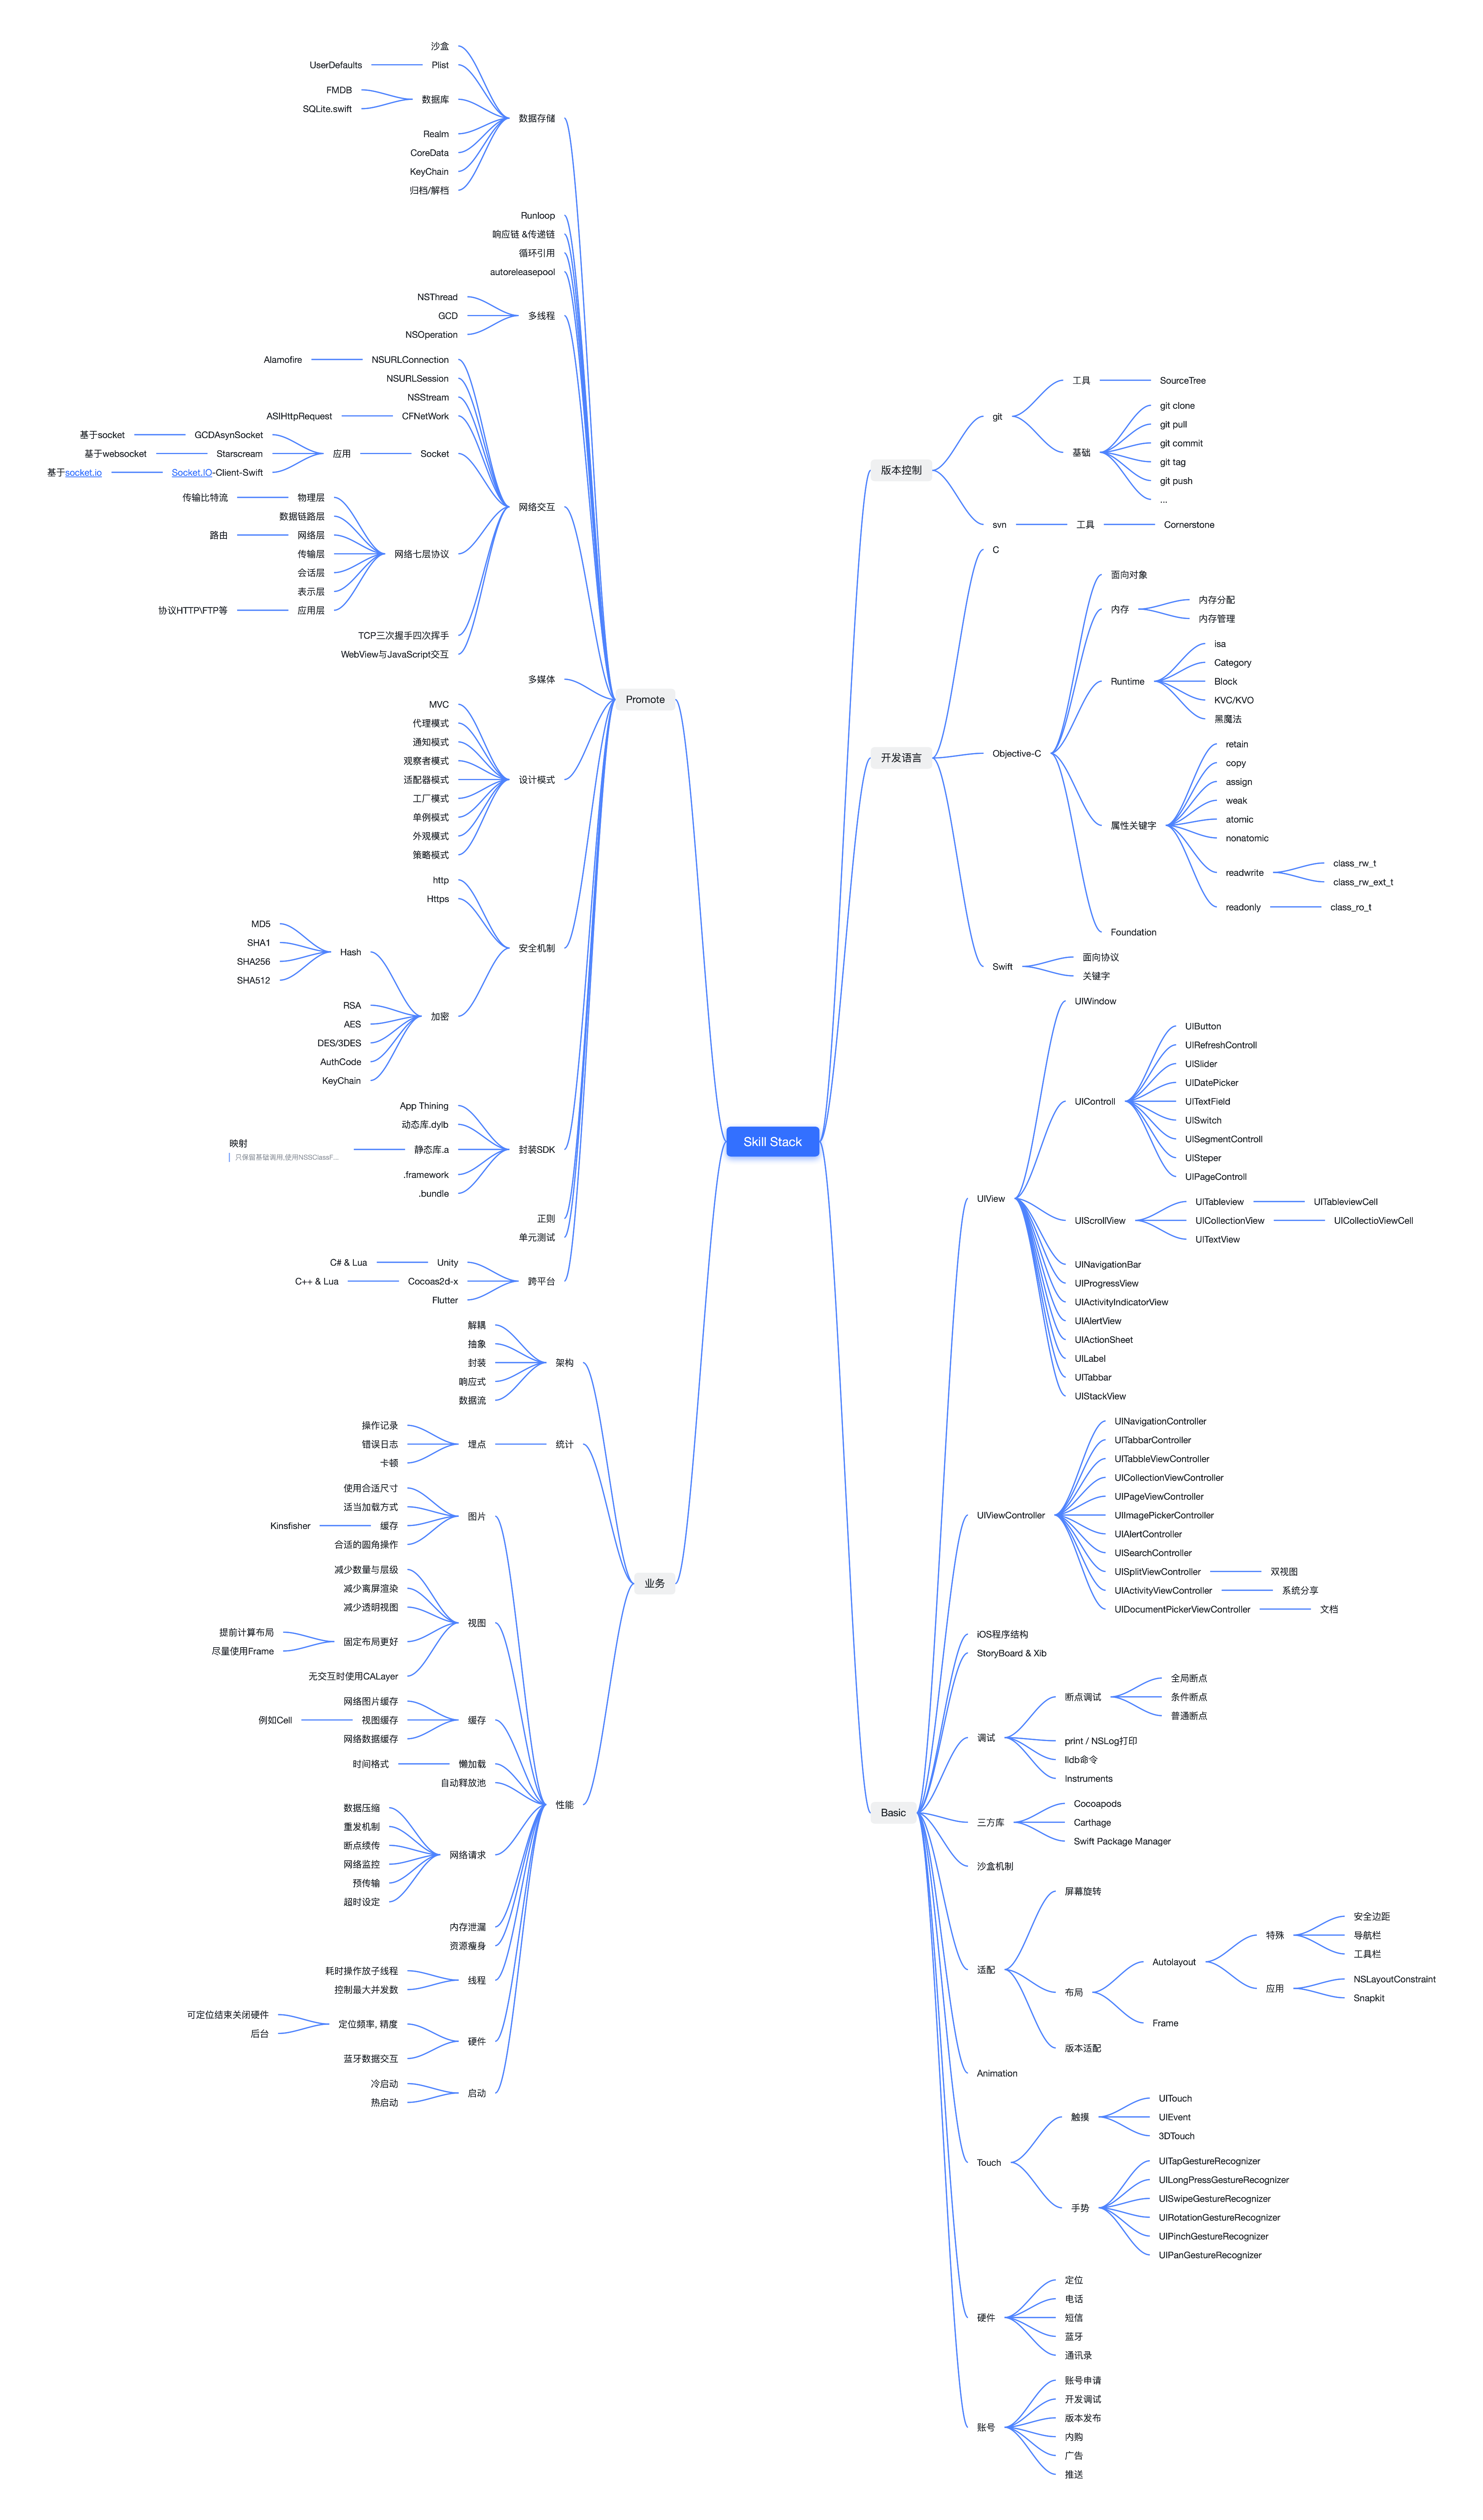 Skill Stack
版本控制
git
工具
SourceTree
基础
git clone
git pull
git commit
git tag
git push
...
svn
工具
Cornerstone
开发语言
C
Objective-C
面向对象
内存
内存分配
内存管理
Runtime
isa
Category
Block
KVC/KVO
黑魔法
属性关键字
retain
copy
assign
weak
atomic
nonatomic
readwrite
class_rw_t
class_rw_ext_t
readonly
class_ro_t
Foundation
Swift
面向协议
关键字
Basic
UIView
UIWindow
UIControll
UIButton
UIRefreshControll
UISlider
UIDatePicker
UITextField
UISwitch
UISegmentControll
UISteper
UIPageControll
UIScrollView
UITableview
UITableviewCell
UICollectionView
UICollectioViewCell
UITextView
UINavigationBar
UIProgressView
UIActivityIndicatorView
UIAlertView
UIActionSheet
UILabel
UITabbar
UIStackView
UIViewController
UINavigationController
UITabbarController
UITabbleViewController
UICollectionViewController
UIPageViewController
UIImagePickerController
UIAlertController
UISearchController
UISplitViewController
双视图
UIActivityViewController
系统分享
UIDocumentPickerViewController
文档
iOS程序结构
StoryBoard & Xib
调试
断点调试
全局断点
条件断点
普通断点
print / NSLog打印
lldb命令
Instruments
三方库
Cocoapods
Carthage
Swift Package Manager
沙盒机制
适配
屏幕旋转
布局
Autolayout
特殊
安全边距
导航栏
工具栏
应用
NSLayoutConstraint
Snapkit
Frame
版本适配
Animation
Touch
触摸
UITouch
UIEvent
3DTouch
手势
UITapGestureRecognizer
UILongPressGestureRecognizer
UISwipeGestureRecognizer
UIRotationGestureRecognizer
UIPinchGestureRecognizer
UIPanGestureRecognizer
硬件
定位
电话
短信
蓝牙
通讯录
账号
账号申请
开发调试
版本发布
内购
广告
推送
Promote
数据存储
沙盒
Plist
UserDefaults
数据库
FMDB
SQLite.swift
Realm
CoreData
KeyChain
归档/解档
Runloop
响应链 &传递链
循环引用
autoreleasepool
多线程
NSThread
GCD
NSOperation
网络交互
NSURLConnection
Alamofire
NSURLSession
NSStream
CFNetWork
ASIHttpRequest
Socket
应用
GCDAsynSocket
基于socket
Starscream
基于websocket
Socket.IO-Client-Swift
基于socket.io
网络七层协议
物理层
传输比特流
数据链路层
网络层
路由
传输层
会话层
表示层
应用层
协议HTTP\FTP等
TCP三次握手四次挥手
WebView与JavaScript交互
多媒体
设计模式
MVC
代理模式
通知模式
观察者模式
适配器模式
工厂模式
单例模式
外观模式
策略模式
安全机制
http
Https
加密
Hash
MD5
SHA1
SHA256
SHA512
RSA
AES
DES/3DES
AuthCode
KeyChain
封装SDK
App Thining
动态库.dylb
静态库.a
映射
只保留基础调用,使用NSSClassF...
.framework
.bundle
正则
单元测试
跨平台
Unity
C# & Lua
Cocoas2d-x
C++ & Lua
Flutter
业务
架构
解耦
抽象
封装
响应式
数据流
统计
埋点
操作记录
错误日志
卡顿
性能
图片
使用合适尺寸
适当加载方式
缓存
Kinsfisher
合适的圆角操作
视图
减少数量与层级
减少离屏渲染
减少透明视图
固定布局更好
提前计算布局
尽量使用Frame
无交互时使用CALayer
缓存
网络图片缓存
视图缓存
例如Cell
网络数据缓存
懒加载
时间格式
自动释放池
网络请求
数据压缩
重发机制
断点续传
网络监控
预传输
超时设定
内存泄漏
资源瘦身
线程
耗时操作放子线程
控制最大并发数
硬件
定位频率, 精度
可定位结束关闭硬件
后台
蓝牙数据交互
启动
冷启动
热启动